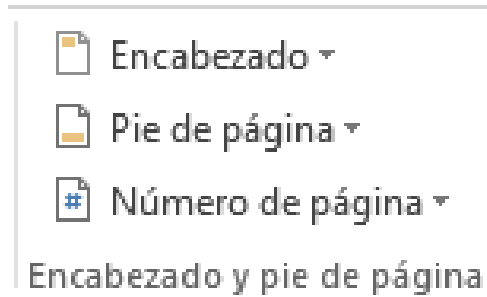 Encabezado
Pie de página
# Número de página
Encabezado y pie de página